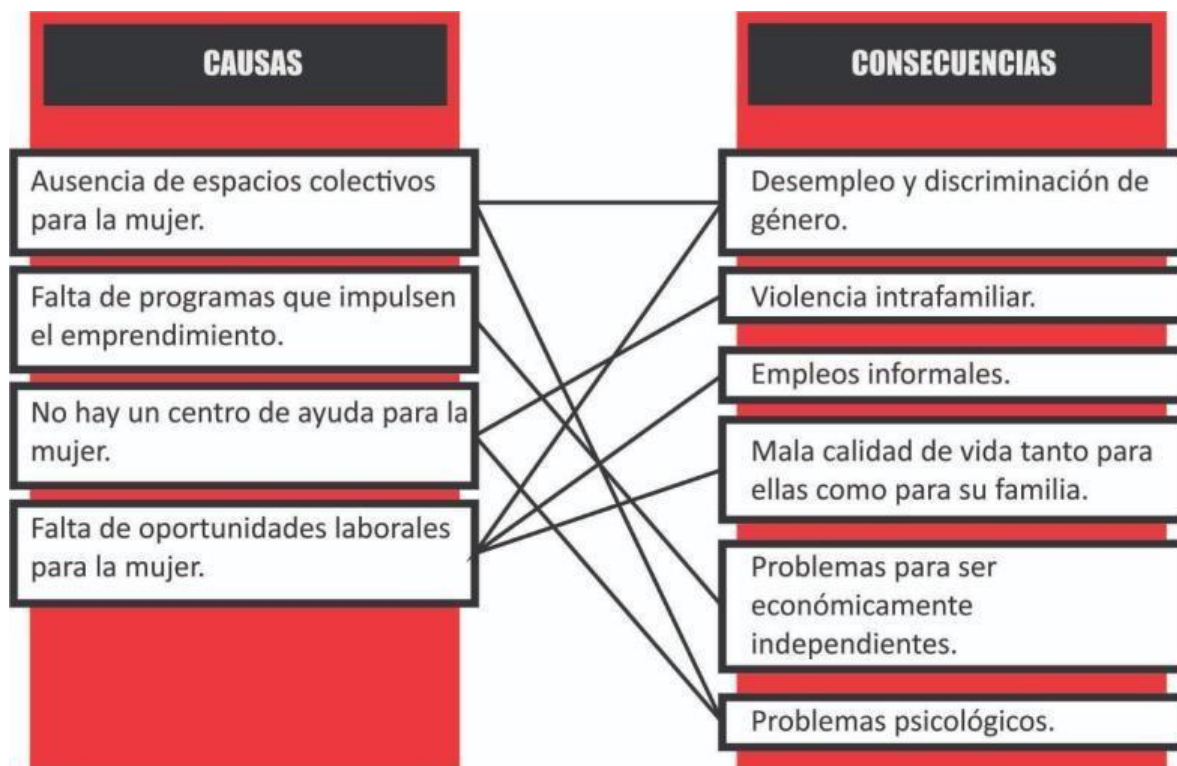 CAUSAS
Ausencia de espacios colectivos
para la mujer.
Falta de programas que impulsen
el emprendimiento.
No hay un centro de ayuda para la
mujer.
Falta de oportunidades laborales
para la mujer.
CONSECUENCIAS
Desempleo y discriminación de
género.
Violencia intrafamiliar.
Empleos informales.
Mala calidad de vida tanto para
ellas como para su familia.
Problemas para ser
económicamente
independientes.
Problemas psicológicos.